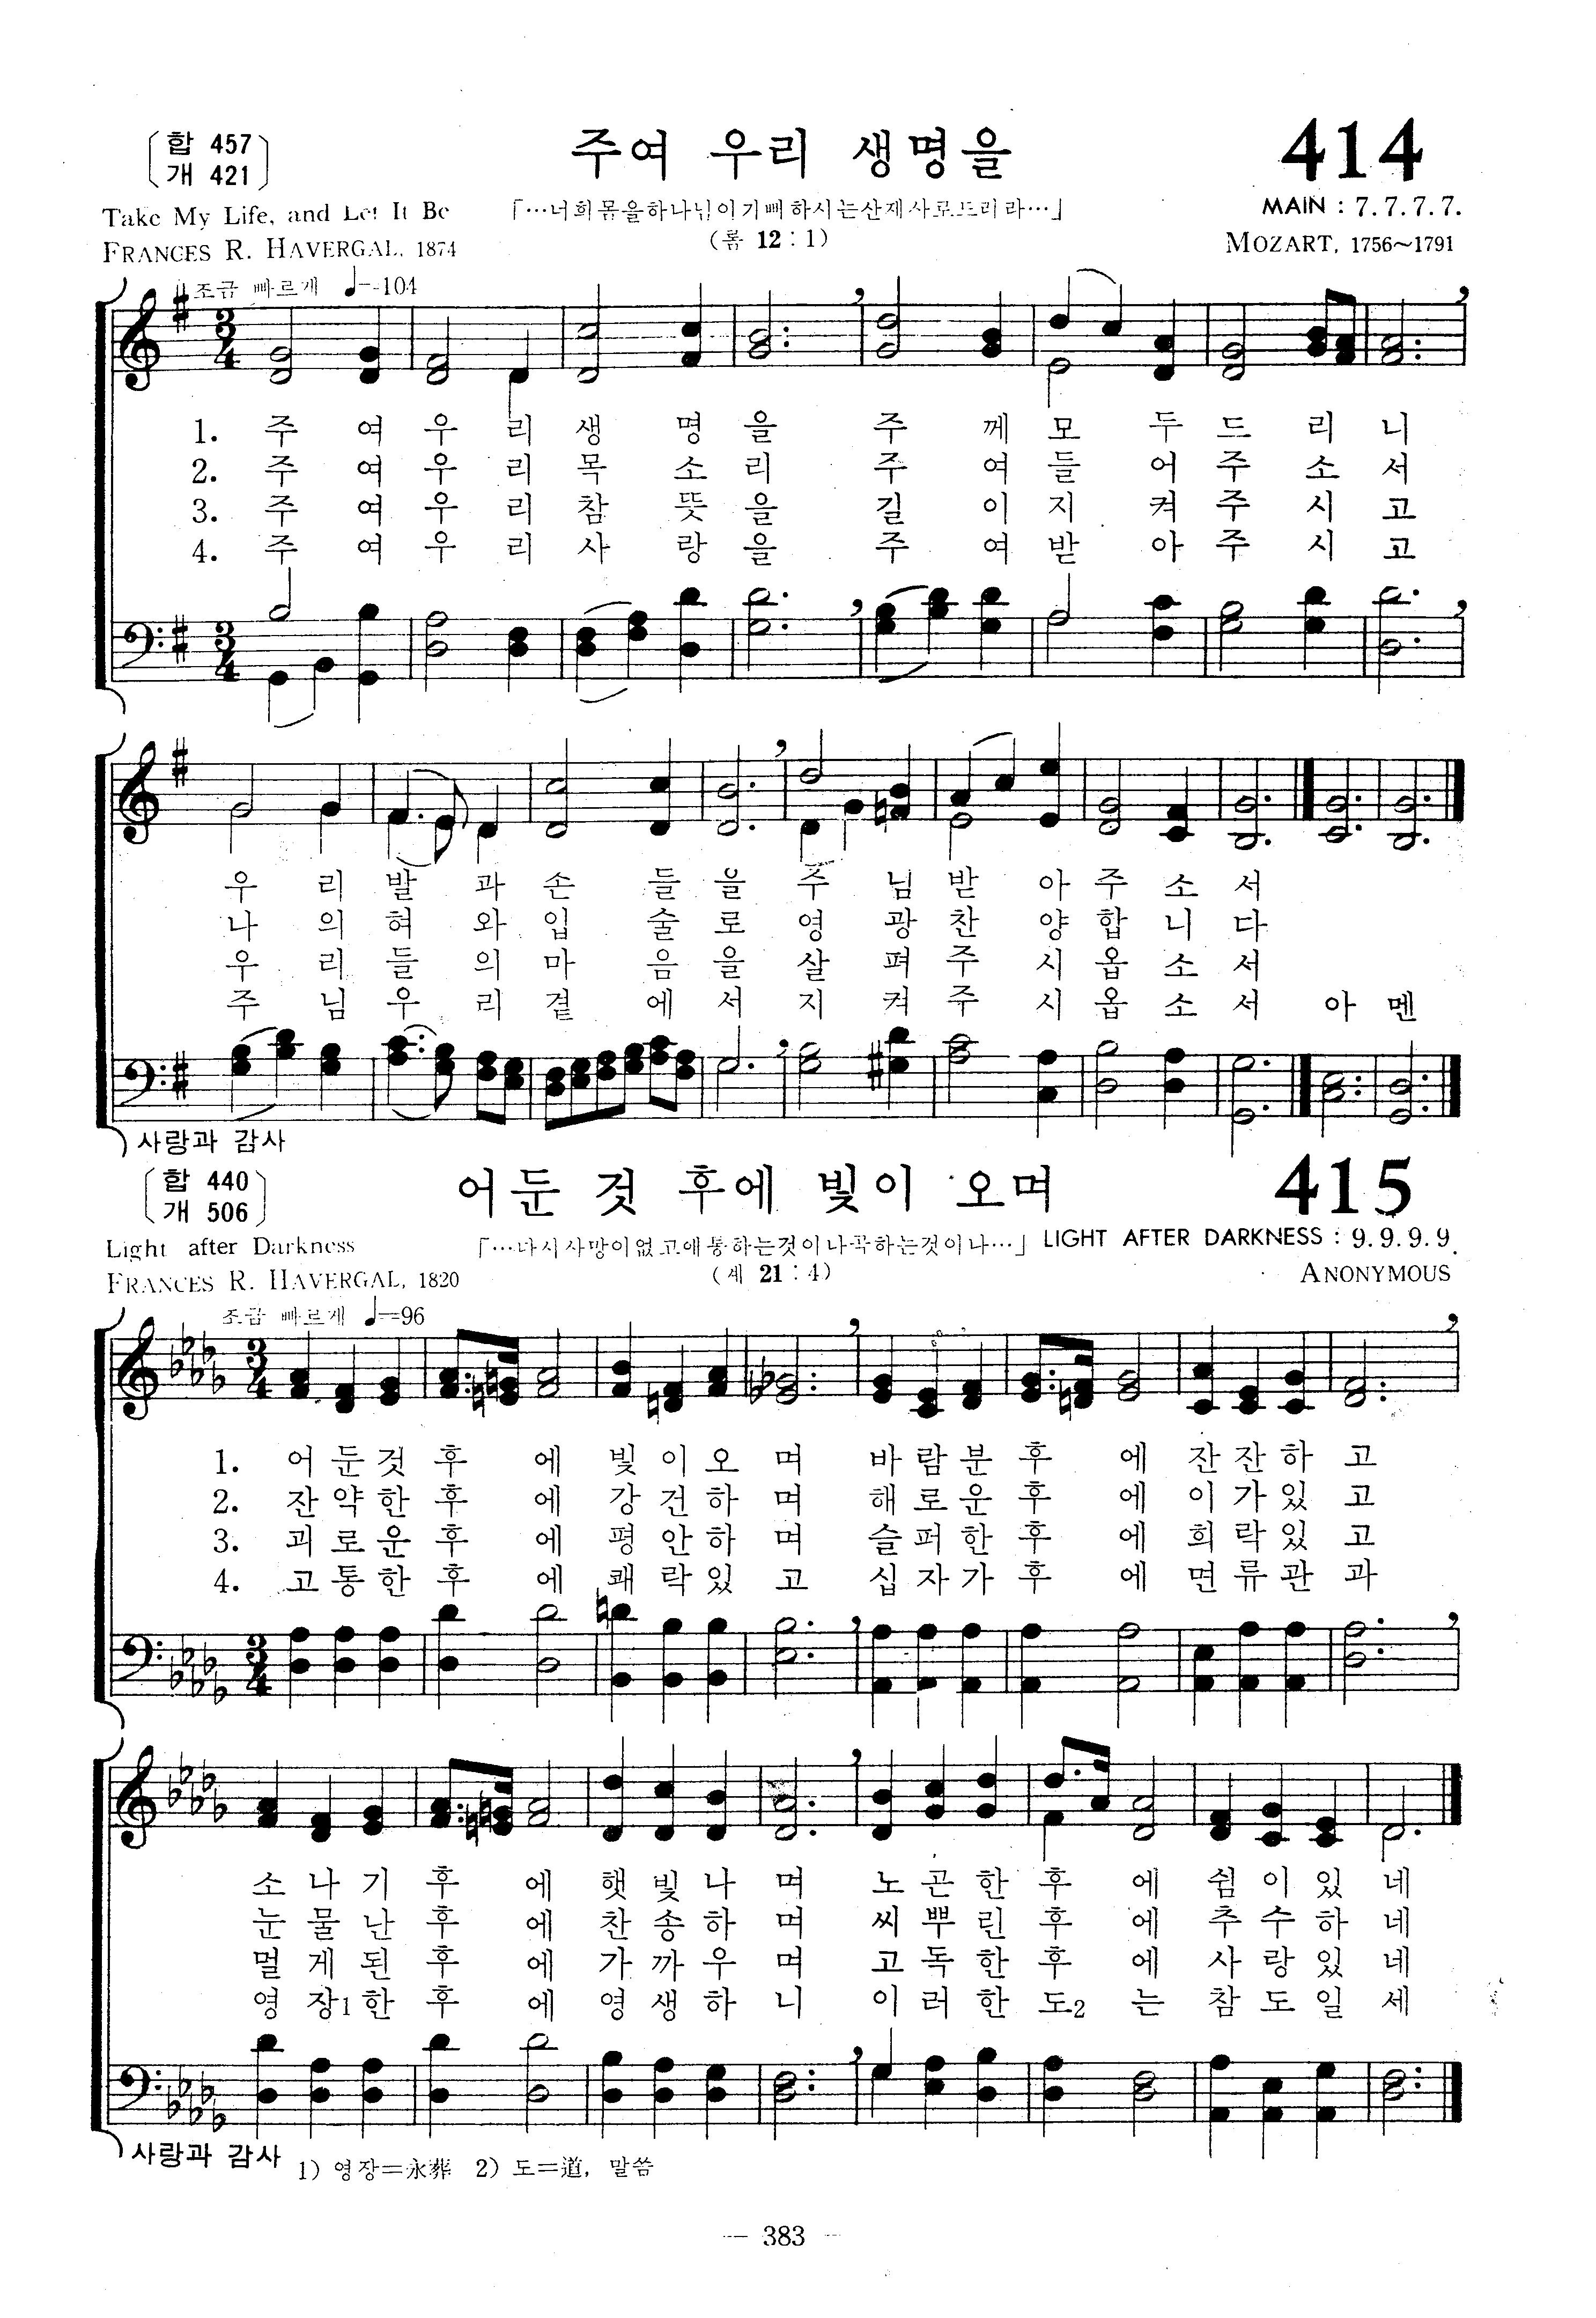 합 457
개 421
주여 우리 생명을
414
Take My Life, and Let It Be
「…너희몸을하나님이기뻐하시는산제사로드리라…」
MAIN : 7.7.7.7.
FRANCES R. HAVERGAL, 1874
(롬 12 : 1)
MOZART, 1756~1791
조금 빠르게 ♩=104
1. 주 여 우 리 생 명 을 주 께 모 두 드 리 니
2. 주 여 우 리 목 소 리 주 여 들 어 주 소 서
3. 주 여 우 리 참 뜻 을 길 이 지 켜 주 시 고
4. 주 여 우 리 사 랑 을 주 여 받 아 주 시 고
우 리 발 과 손 들 을 주 님 받 아 주 소 서
나 의 혀 와 입 술 로 영 광 찬 양 합 니 다
우 리 들 의 마 음 을 살 펴 주 시 옵 소 서
주 님 우 리 곁 에 서 지 켜 주 시 옵 소 서 아 멘
사랑과 감사
합 440
개 506
어둔 것 후에 빛이 오며
415
Light after Darkness
「…다시사망이없고애통하는것이나곡하는것이나…」
LIGHT AFTER DARKNESS : 9.9.9.9.
FRANCES R. HAVERGAL, 1820
(계 21 : 4)
ANONYMOUS
조금 빠르게 ♩=96
1. 어 둔 것 후 에 빛 이 오 며 바 람 분 후 에 잔 잔 하 고
2. 잔 약 한 후 에 강 건 하 며 해 로 운 후 에 이 가 있 고
3. 괴 로 운 후 에 평 안 하 며 슬 퍼 한 후 에 희 락 있 고
4. 고 통 한 후 에 쾌 락 있 고 십 자 가 후 에 면 류 관 과
소 나 기 후 에 햇 빛 나 며 노 곤 한 후 에 쉼 이 있 네
눈 물 난 후 에 찬 송 하 며 씨 뿌 린 후 에 추 수 하 네
멀 게 된 후 에 가 까 우 며 고 독 한 후 에 사 랑 있 네
영 장1 한 후 에 영 생 하 니 이 러 한 도2 는 참 도 일 세
사랑과 감사
1) 영장=永葬 2) 도=道, 말씀
— 383 —